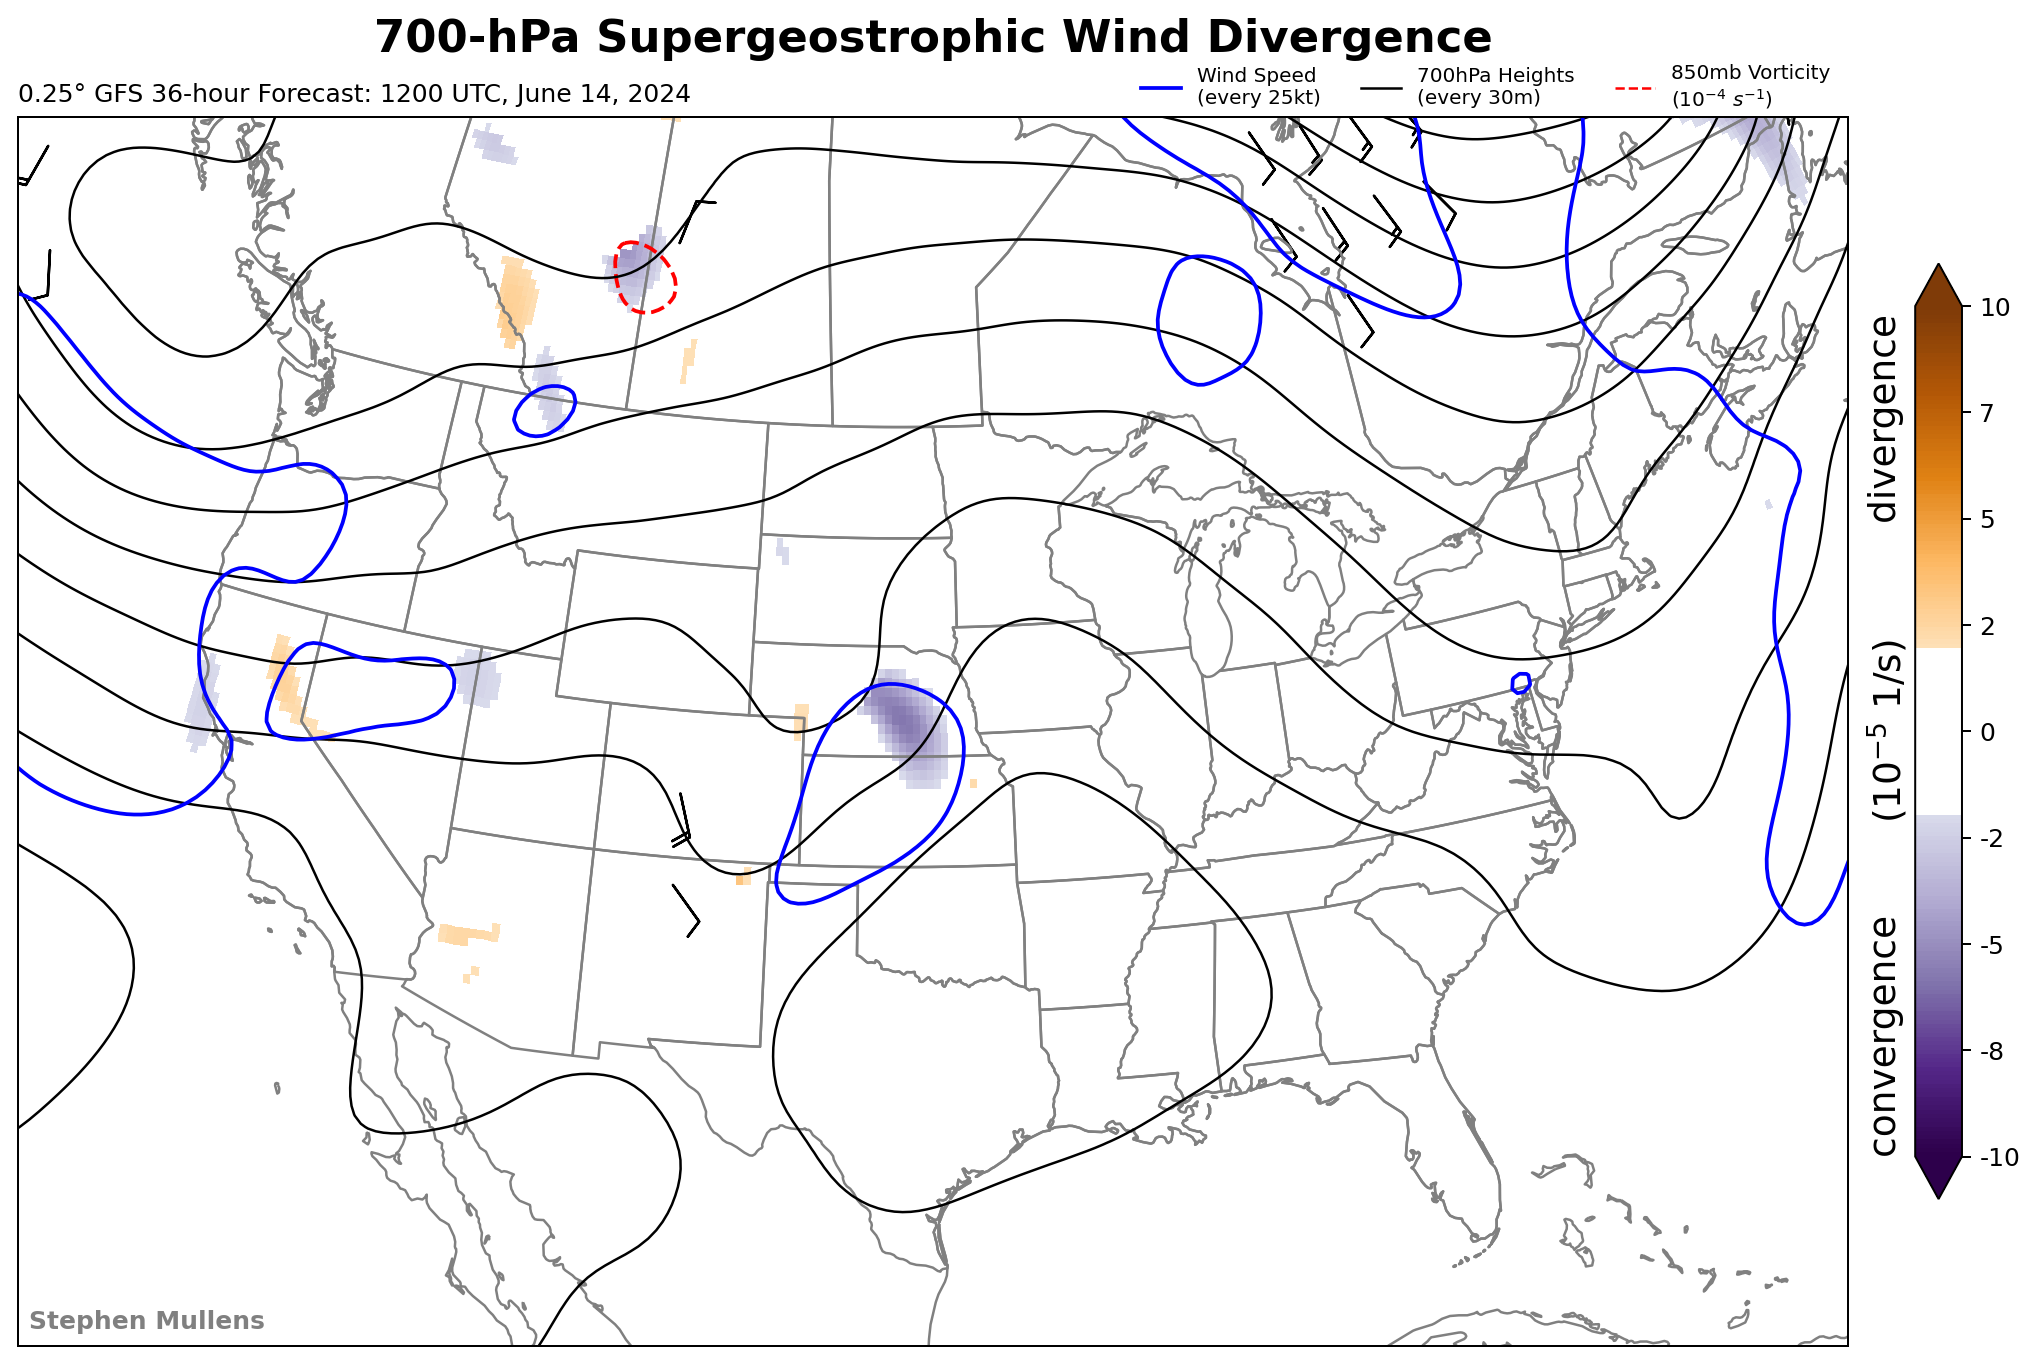 700-hPa Supergeostrophic Wind Divergence
0.25° GFS 36-hour Forecast: 1200 UTC, June 14, 2024
Wind Speed
(every 25kt)
700hPa Heights
(every 30m)
850mb Vorticity
(10⁻⁴ s⁻¹)
10
7
5
2
0
-2
-5
-8
-10
convergence (10⁻⁵ 1/s) divergence
Stephen Mullens